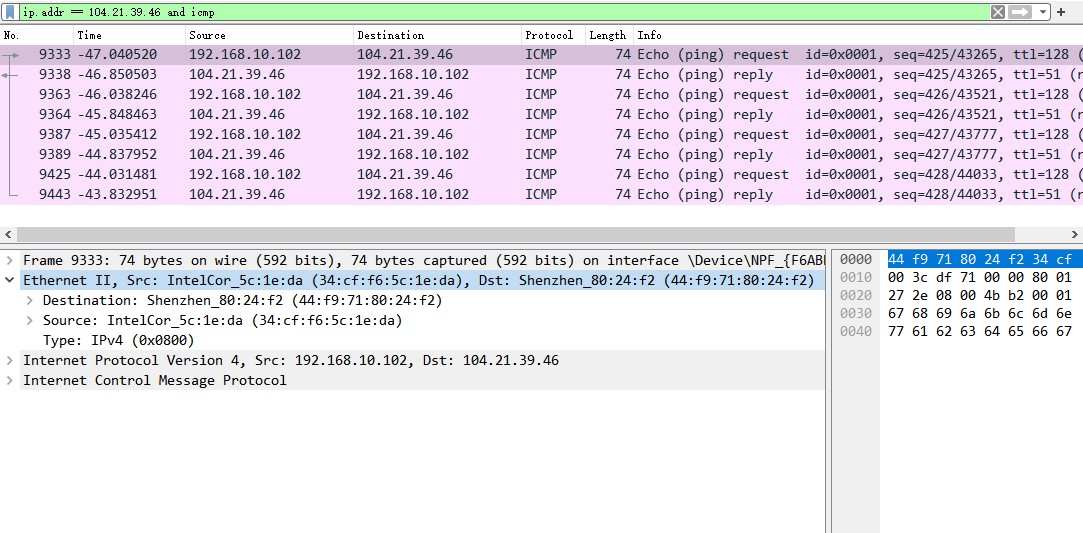 ip.addr == 104.21.39.46 and icmp
No. Time Source Destination Protocol Length Info
9333 -47.040520 192.168.10.102 104.21.39.46 ICMP 74 Echo (ping) request id=0x0001, seq=425/43265, ttl=128 (
9338 -46.850503 104.21.39.46 192.168.10.102 ICMP 74 Echo (ping) reply id=0x0001, seq=425/43265, ttl=51 (r
9363 -46.038246 192.168.10.102 104.21.39.46 ICMP 74 Echo (ping) request id=0x0001, seq=426/43521, ttl=128 (
9364 -45.848463 104.21.39.46 192.168.10.102 ICMP 74 Echo (ping) reply id=0x0001, seq=426/43521, ttl=51 (r
9387 -45.035412 192.168.10.102 104.21.39.46 ICMP 74 Echo (ping) request id=0x0001, seq=427/43777, ttl=128 (
9389 -44.837952 104.21.39.46 192.168.10.102 ICMP 74 Echo (ping) reply id=0x0001, seq=427/43777, ttl=51 (r
9425 -44.031481 192.168.10.102 104.21.39.46 ICMP 74 Echo (ping) request id=0x0001, seq=428/44033, ttl=128 (
9443 -43.832951 104.21.39.46 192.168.10.102 ICMP 74 Echo (ping) reply id=0x0001, seq=428/44033, ttl=51 (r
Frame 9333: 74 bytes on wire (592 bits), 74 bytes captured (592 bits) on interface \Device\NPF_{F6AB
Ethernet II, Src: IntelCor_5c:1e:da (34:cf:f6:5c:1e:da), Dst: Shenzhen_80:24:f2 (44:f9:71:80:24:f2)
Destination: Shenzhen_80:24:f2 (44:f9:71:80:24:f2)
Source: IntelCor_5c:1e:da (34:cf:f6:5c:1e:da)
Type: IPv4 (0x0800)
Internet Protocol Version 4, Src: 192.168.10.102, Dst: 104.21.39.46
Internet Control Message Protocol
0000 44 f9 71 80 24 f2 34 cf
0010 00 3c df 71 00 00 80 01
0020 27 2e 08 00 4b b2 00 01
0030 67 68 69 6a 6b 6c 6d 6e
0040 77 61 62 63 64 65 66 67